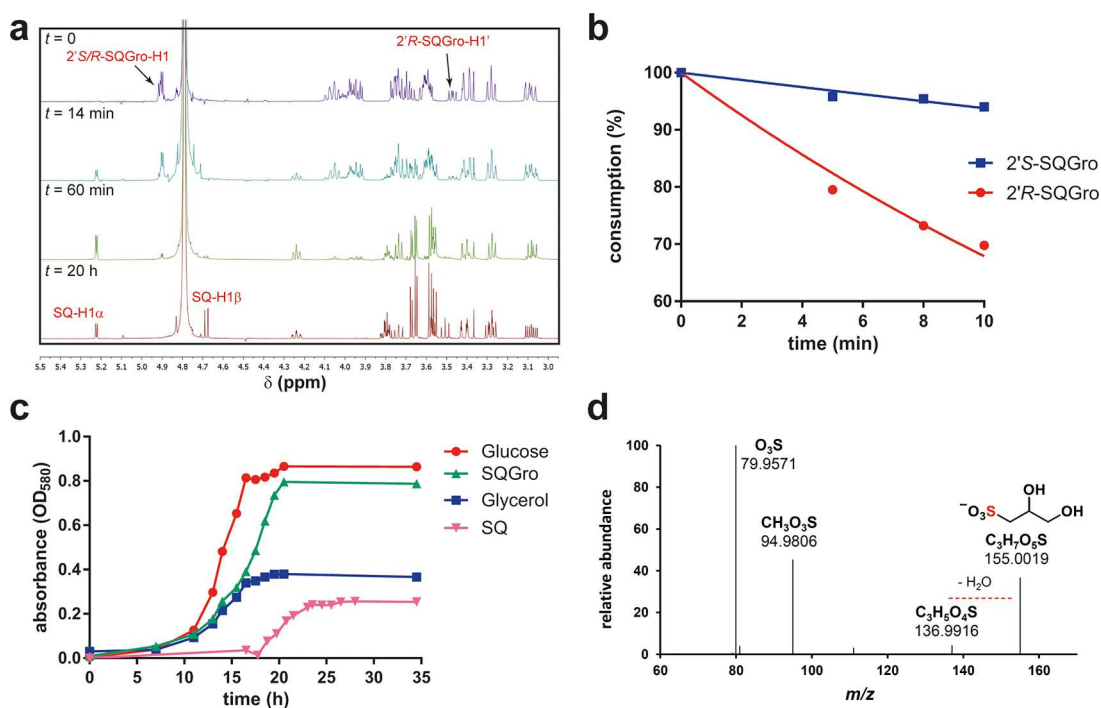 a
t = 0
2'S/R-SQGro-H1
2'R-SQGro-H1'
t = 14 min
t = 60 min
t = 20 h
SQ-H1α
SQ-H1β
5.5 5.4 5.3 5.2 5.1 5.0 4.9 4.8 4.7 4.6 4.5 4.4 4.3 4.2 4.1 4.0 3.9 3.8 3.7 3.6 3.5 3.4 3.3 3.2 3.1 3.0
δ (ppm)
b
consumption (%)
100
90
80
70
60
0 2 4 6 8 10
time (min)
2'S-SQGro
2'R-SQGro
c
absorbance (OD580)
1.0
0.8
0.6
0.4
0.2
0.0
0 5 10 15 20 25 30 35
time (h)
Glucose
SQGro
Glycerol
SQ
d
relative abundance
100
80
60
40
20
0
60 80 100 120 140 160
m/z
O3S
79.9571
CH3O3S
94.9806
OH
⁻O3S OH
C3H7O5S
155.0019
- H2O
C3H5O4S
136.9916